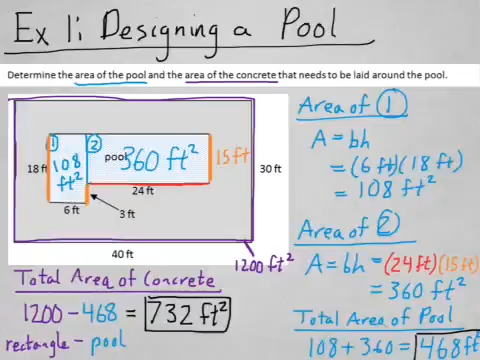 Ex 1: Designing a Pool
Determine the area of the pool and the area of the concrete that needs to be laid around the pool.
18 ft
①
108
ft²
②
pool
360 ft²
15 ft
30 ft
24 ft
6 ft
3 ft
40 ft
1200 ft²
Total Area of Concrete
1200 - 468 = 732 ft²
rectangle - pool
Area of ①
A = bh
= (6 ft)(18 ft)
= 108 ft²
Area of ②
A = bh = (24 ft)(15 ft)
= 360 ft²
Total Area of Pool
108 + 360 = 468 ft²